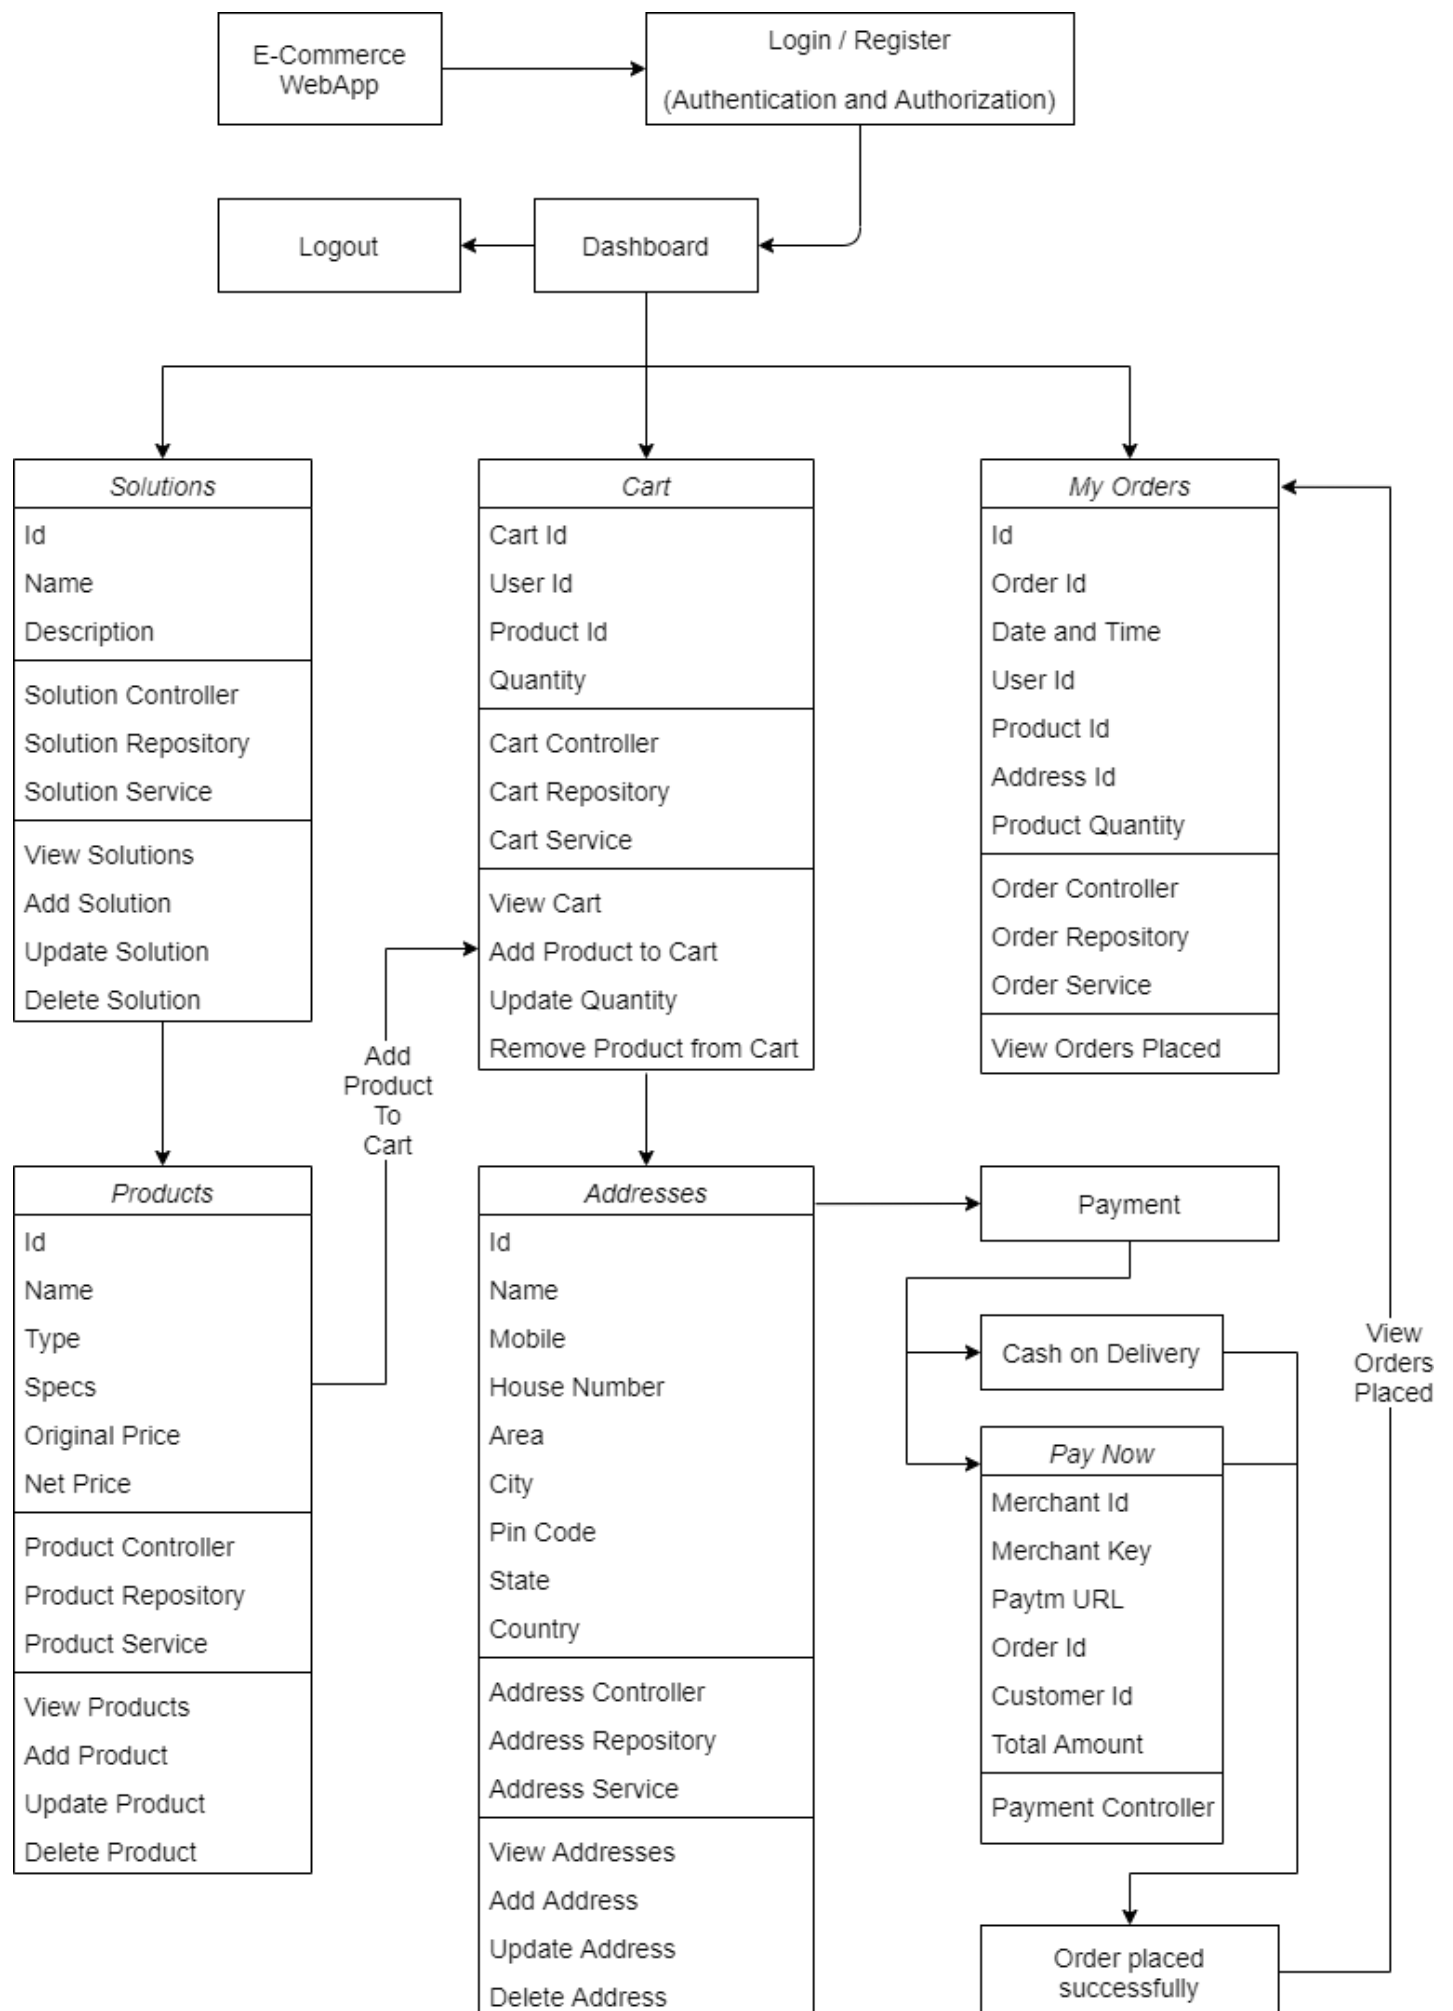 E-Commerce
WebApp
Login / Register
(Authentication and Authorization)
Logout
Dashboard
Solutions
Id
Name
Description
Solution Controller
Solution Repository
Solution Service
View Solutions
Add Solution
Update Solution
Delete Solution
Cart
Cart Id
User Id
Product Id
Quantity
Cart Controller
Cart Repository
Cart Service
View Cart
Add Product to Cart
Update Quantity
Remove Product from Cart
My Orders
Id
Order Id
Date and Time
User Id
Product Id
Address Id
Product Quantity
Order Controller
Order Repository
Order Service
View Orders Placed
Add
Product
To
Cart
Products
Id
Name
Type
Specs
Original Price
Net Price
Product Controller
Product Repository
Product Service
View Products
Add Product
Update Product
Delete Product
Addresses
Id
Name
Mobile
House Number
Area
City
Pin Code
State
Country
Address Controller
Address Repository
Address Service
View Addresses
Add Address
Update Address
Delete Address
Payment
Cash on Delivery
Pay Now
Merchant Id
Merchant Key
Paytm URL
Order Id
Customer Id
Total Amount
Payment Controller
View
Orders
Placed
Order placed
successfully